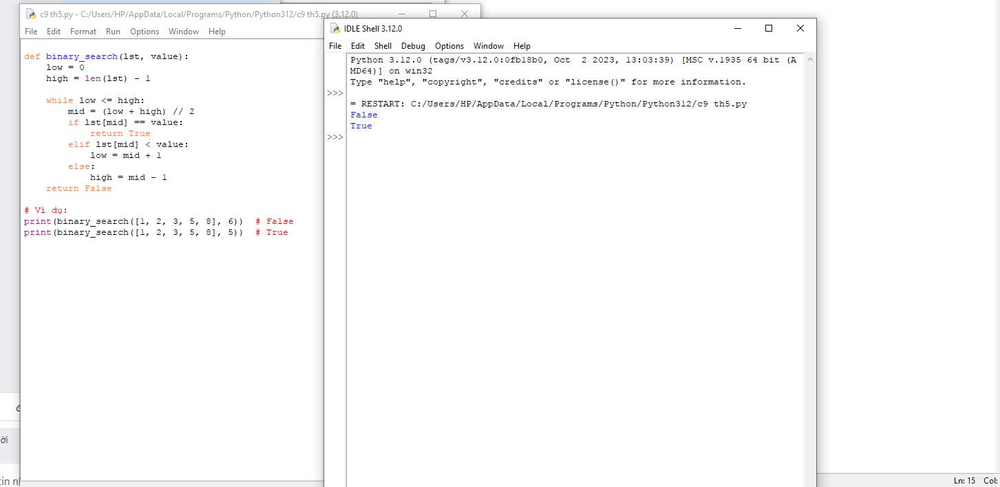 c9 th5.py - C:/Users/HP/AppData/Local/Programs/Python/Python312/c9 th5.py (3.12.0)
File Edit Format Run Options Window Help
def binary_search(lst, value):
    low = 0
    high = len(lst) - 1
    while low <= high:
        mid = (low + high) // 2
        if lst[mid] == value:
            return True
        elif lst[mid] < value:
            low = mid + 1
        else:
            high = mid - 1
    return False
# Ví dụ:
print(binary_search([1, 2, 3, 5, 8], 6))  # False
print(binary_search([1, 2, 3, 5, 8], 5))  # True
IDLE Shell 3.12.0
File Edit Shell Debug Options Window Help
Python 3.12.0 (tags/v3.12.0:0fb18b0, Oct  2 2023, 13:03:39) [MSC v.1935 64 bit (A
MD64)] on win32
Type "help", "copyright", "credits" or "license()" for more information.
>>>
= RESTART: C:/Users/HP/AppData/Local/Programs/Python/Python312/c9 th5.py
False
True
>>>
Ln: 15 Col: